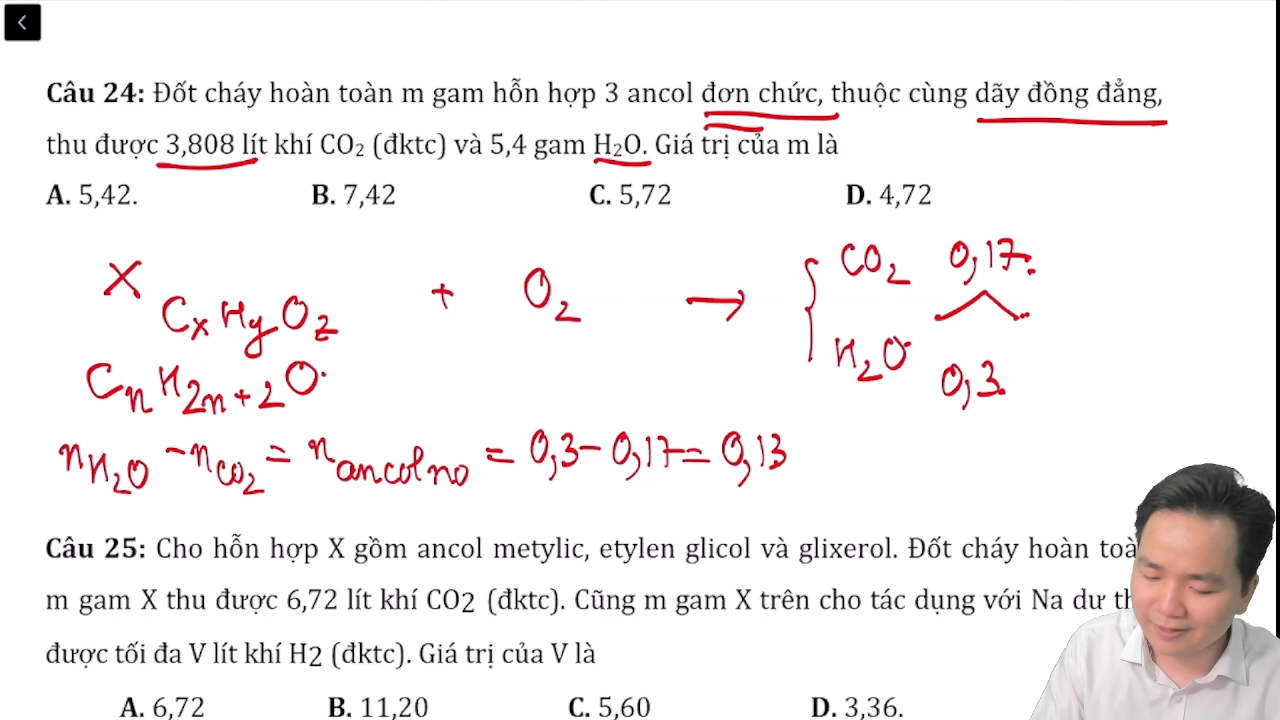 Câu 24: Đốt cháy hoàn toàn m gam hỗn hợp 3 ancol đơn chức, thuộc cùng dãy đồng đẳng,
thu được 3,808 lít khí CO2 (đktc) và 5,4 gam H2O. Giá trị của m là
A. 5,42. B. 7,42 C. 5,72 D. 4,72
X + O2 → { CO2 0,17.
CxHyOz H2O 0,3
CnH2n+2O
nH2O - nCO2 = nancol no = 0,3 - 0,17 = 0,13
Câu 25: Cho hỗn hợp X gồm ancol metylic, etylen glicol và glixerol. Đốt cháy hoàn
m gam X thu được 6,72 lít khí CO2 (đktc). Cũng m gam X trên cho tác dụng với Na dư
được tối đa V lít khí H2 (đktc). Giá trị của V là
A. 6,72 B. 11,20 C. 5,60 D. 3,36.